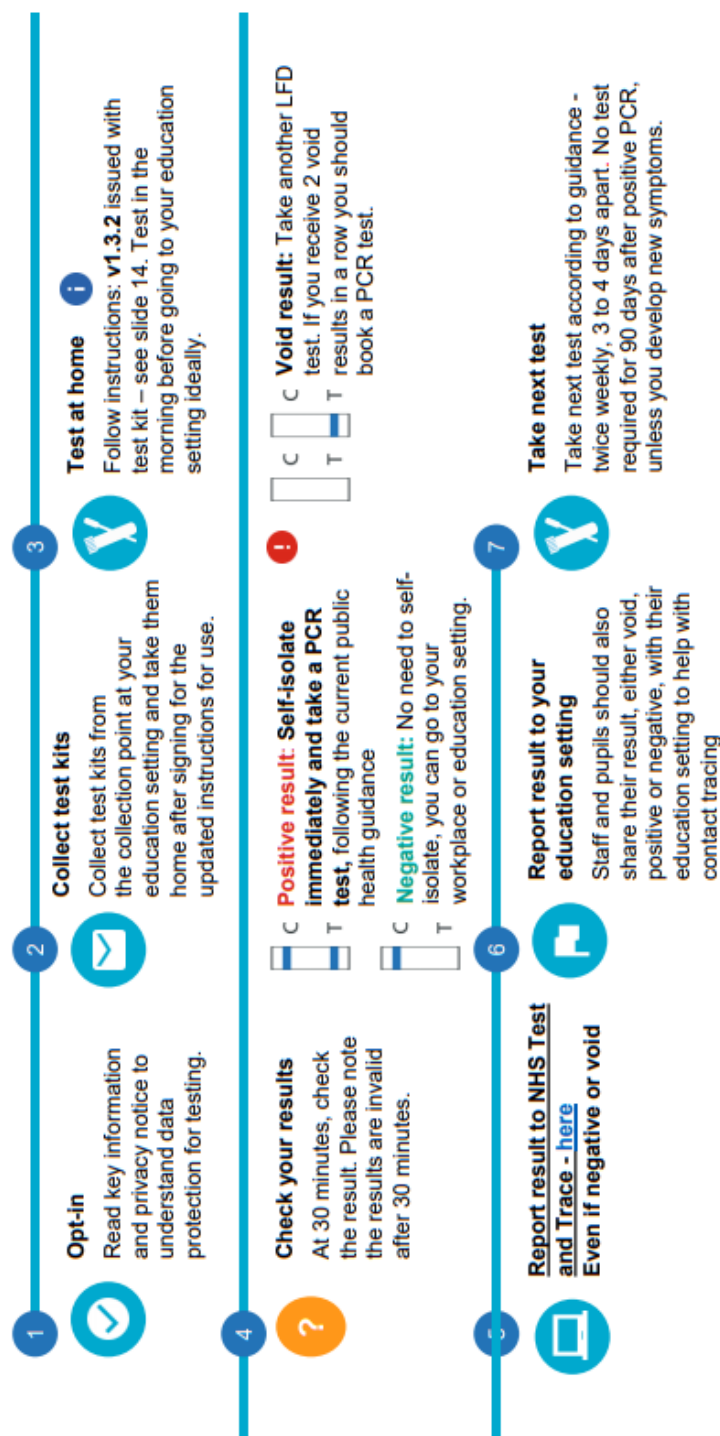 1
Opt-in
Read key information
and privacy notice to
understand data
protection for testing.
2
Collect test kits
Collect test kits from
the collection point at your
education setting and take them
home after signing for the
updated instructions for use.
3
Test at home
i
Follow instructions: v1.3.2 issued with
test kit – see slide 14. Test in the
morning before going to your education
setting ideally.
4
?
Check your results
At 30 minutes, check
the result. Please note
the results are invalid
after 30 minutes.
C
T
Positive result: Self-isolate
immediately and take a PCR
test, following the current public
health guidance
C
T
Negative result: No need to self-
isolate, you can go to your
workplace or education setting.
!
C
T
C
T
Void result: Take another LFD
test. If you receive 2 void
results in a row you should
book a PCR test.
5
Report result to NHS Test
and Trace - here
Even if negative or void
6
Report result to your
education setting
Staff and pupils should also
share their result, either void,
positive or negative, with their
education setting to help with
contact tracing
7
Take next test
Take next test according to guidance -
twice weekly, 3 to 4 days apart. No test
required for 90 days after positive PCR,
unless you develop new symptoms.